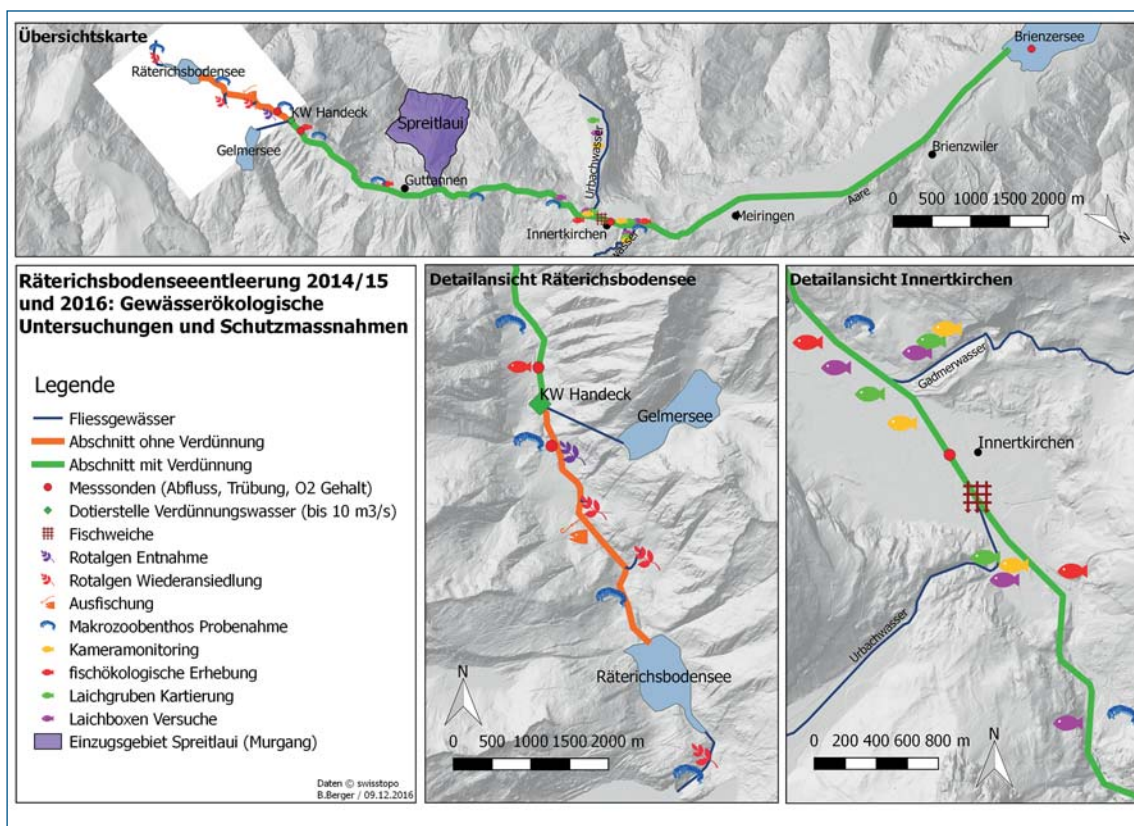 Übersichtskarte
Räterichsbodensee
KW Handeck
Gelmersee
Guttannen
Spreitlaui
Urbachwasser
Innertkirchen
wasser
Meiringen
Aare
Brienzwiler
Brienzersee
0 500 1000 1500 2000 m
N
Räterichsbodenseeentleerung 2014/15
und 2016: Gewässerökologische
Untersuchungen und Schutzmassnahmen
Legende
Fliessgewässer
Abschnitt ohne Verdünnung
Abschnitt mit Verdünnung
Messsonden (Abfluss, Trübung, O2 Gehalt)
Dotierstelle Verdünnungswasser (bis 10 m3/s)
Fischweiche
Rotalgen Entnahme
Rotalgen Wiederansiedlung
Ausfischung
Makrozoobenthos Probenahme
Kameramonitoring
fischökologische Erhebung
Laichgruben Kartierung
Laichboxen Versuche
Einzugsgebiet Spreitlaui (Murgang)
Daten © swisstopo
B.Berger / 09.12.2016
Detailansicht Räterichsbodensee
KW Handeck
Gelmersee
Räterichsbodensee
N
0 500 1000 1500 2000 m
Detailansicht Innertkirchen
Gadmerwasser
Innertkirchen
Urbachwasser
0 200 400 600 800 m
N